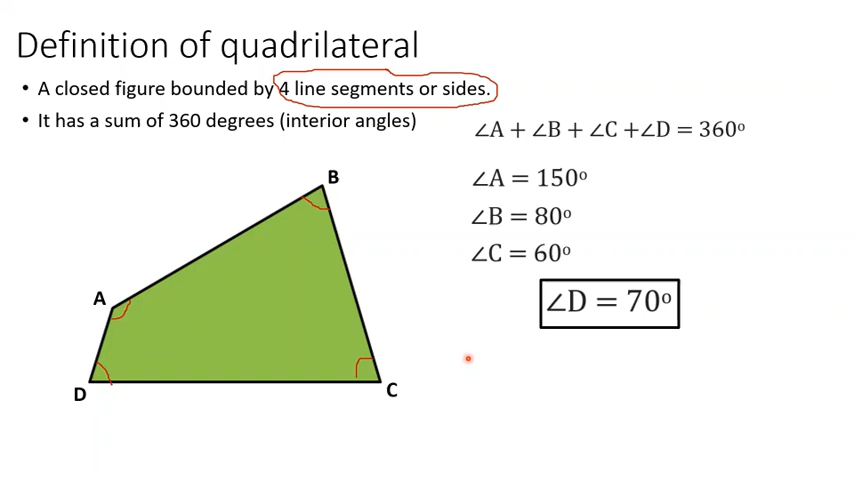 Definition of quadrilateral
• A closed figure bounded by 4 line segments or sides.
• It has a sum of 360 degrees (interior angles)
∠A + ∠B + ∠C +∠D = 360º
∠A = 150º
∠B = 80º
∠C = 60º
∠D = 70º
B
A
D
C